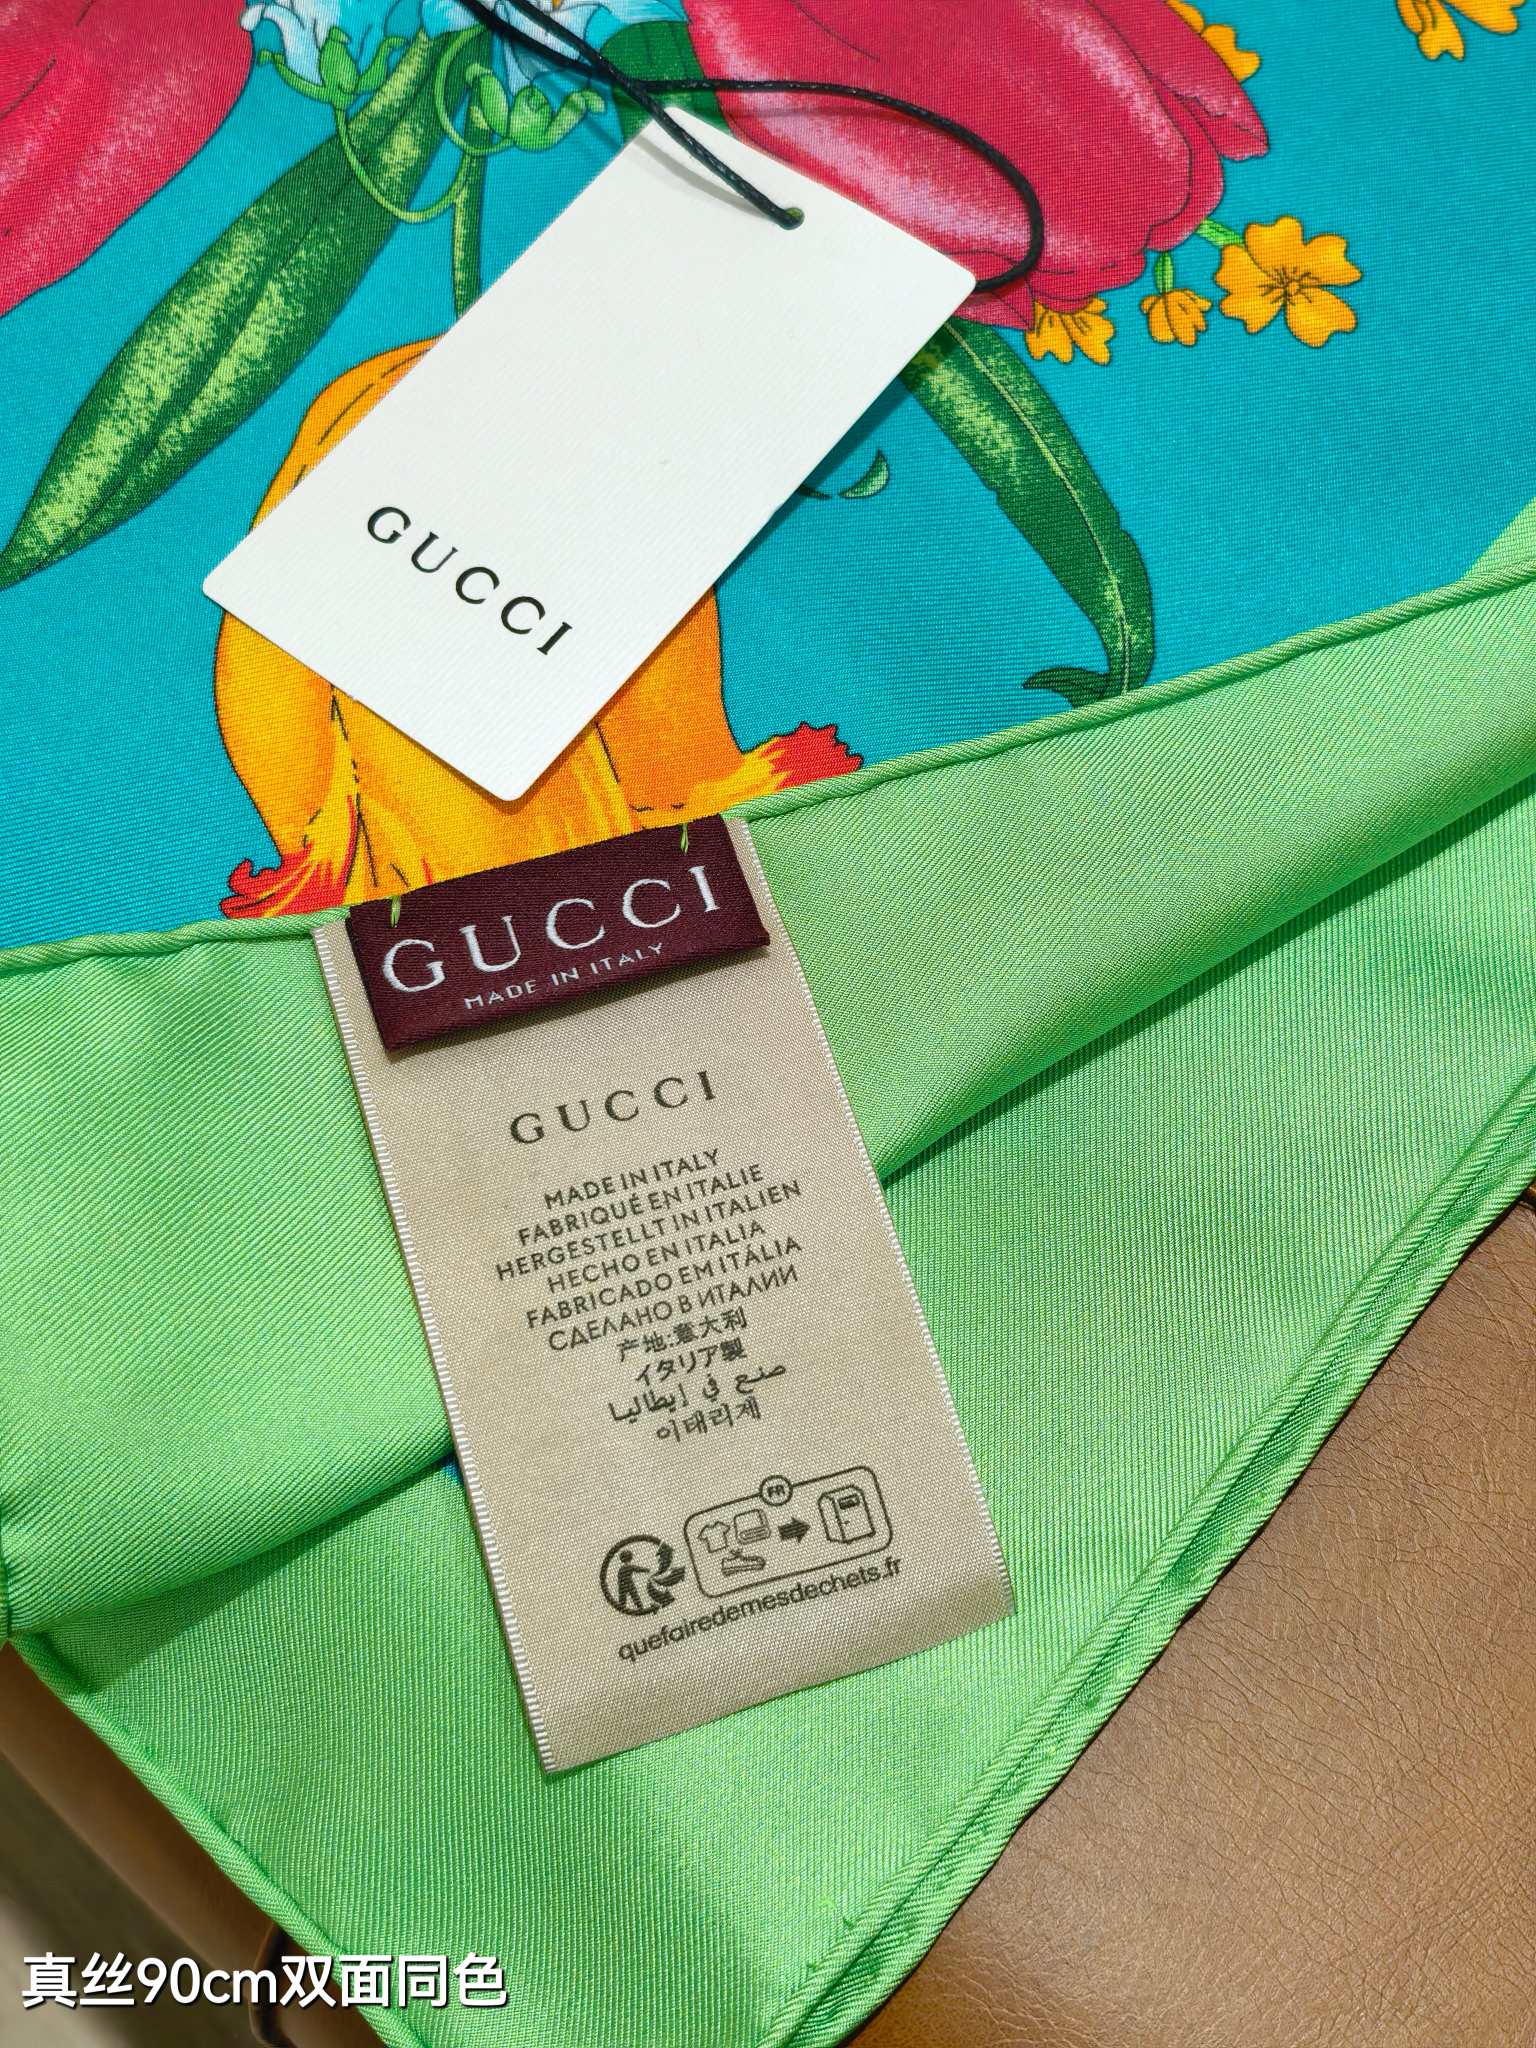 GUCCI
GUCCI
MADE IN ITALY
GUCCI
MADE IN ITALY
FABRIQUÉ EN ITALIE
HERGESTELLT IN ITALIEN
HECHO EN ITALIA
FABRICADO EM ITÁLIA
СДЕЛАНО В ИТАЛИИ
产地:意大利
イタリア製
صنع في إيطاليا
이태리제
FR
quefairedemesdechets.fr
真丝90cm双面同色